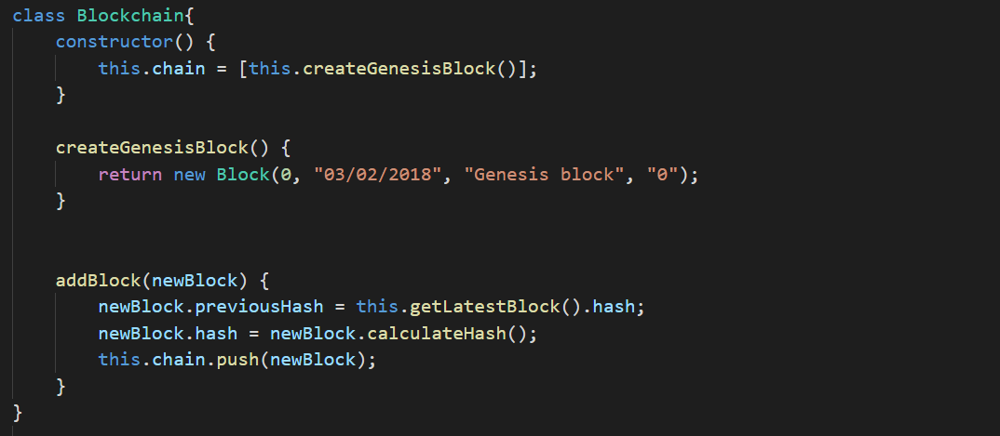 class Blockchain{
    constructor() {
        this.chain = [this.createGenesisBlock()];
    }
    createGenesisBlock() {
        return new Block(0, "03/02/2018", "Genesis block", "0");
    }
    addBlock(newBlock) {
        newBlock.previousHash = this.getLatestBlock().hash;
        newBlock.hash = newBlock.calculateHash();
        this.chain.push(newBlock);
    }
}